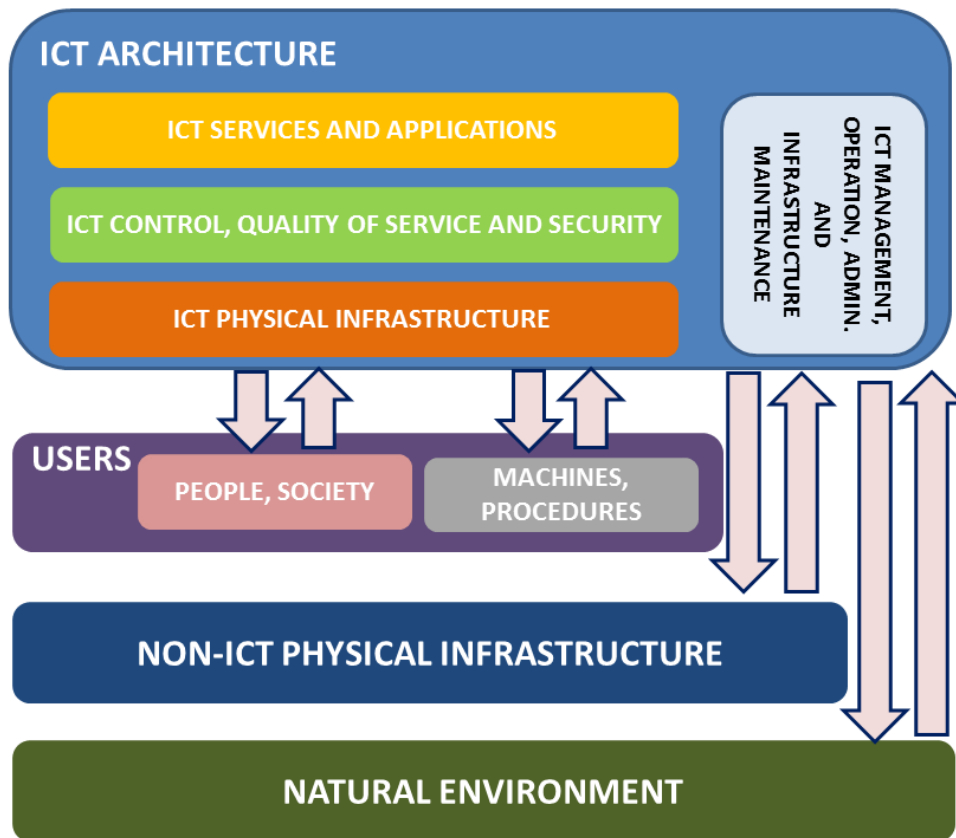 ICT ARCHITECTURE
ICT SERVICES AND APPLICATIONS
ICT CONTROL, QUALITY OF SERVICE AND SECURITY
ICT PHYSICAL INFRASTRUCTURE
ICT MANAGEMENT,
OPERATION, ADMIN.
AND
INFRASTRUCTURE
MAINTENANCE
USERS
PEOPLE, SOCIETY
MACHINES,
PROCEDURES
NON-ICT PHYSICAL INFRASTRUCTURE
NATURAL ENVIRONMENT